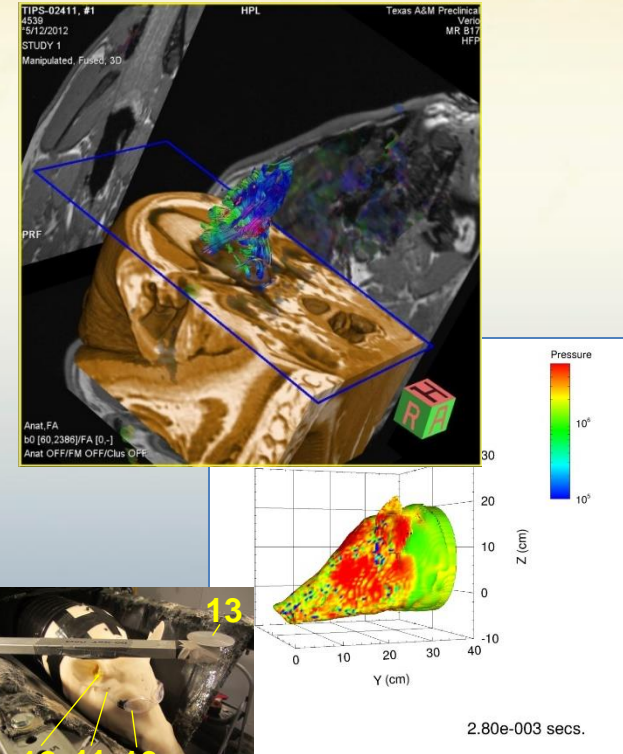 TIPS-02411, #1
4539
*5/12/2012
STUDY 1
Manipulated, Fused, 3D
HPL
Texas A&M Preclinical
Verio
MR B17
HFP
PRF
R
A
H
Anat,FA
b0 [60,2386]/FA [0,-]
Anat OFF/FM OFF/Clus OFF
Pressure
10⁶
10⁵
30
20
10
0
-10
Z (cm)
0
10
20
30
40
Y (cm)
2.80e-003 secs.
13